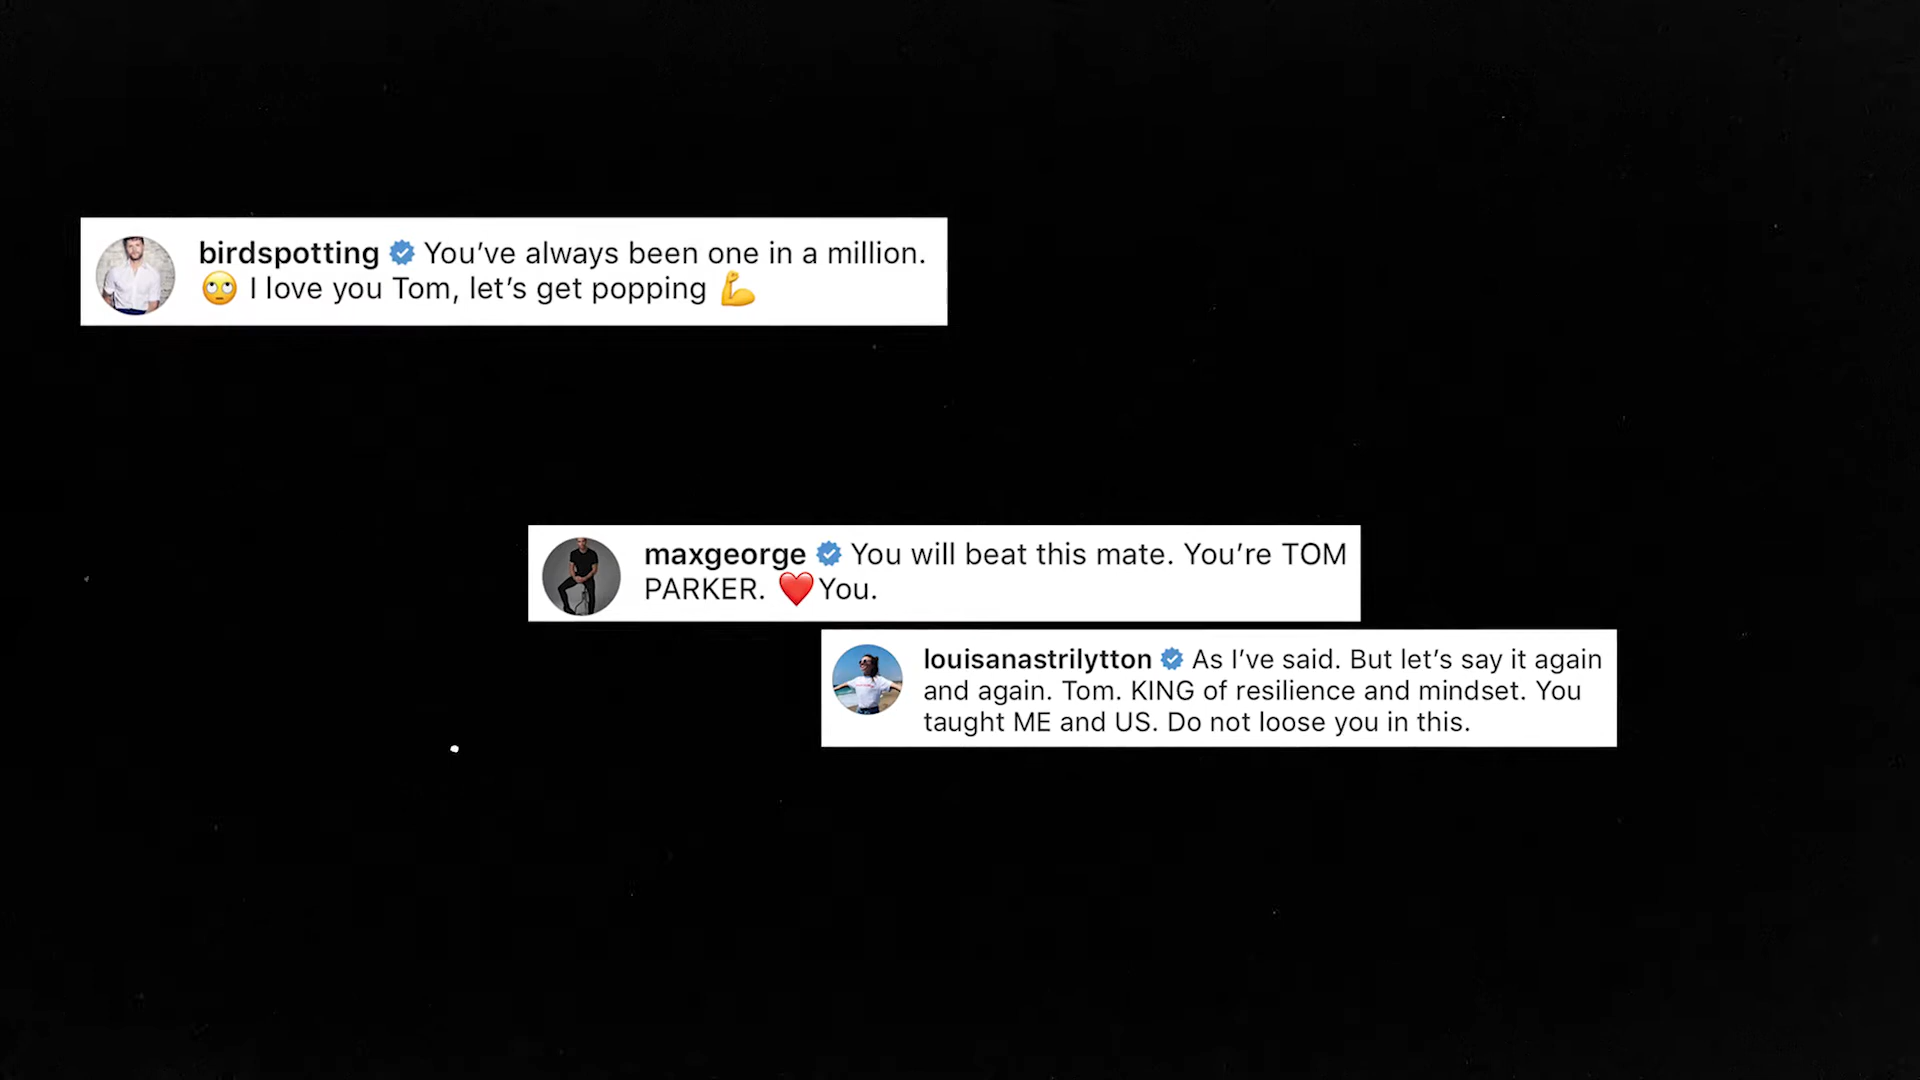 birdspotting You’ve always been one in a million.
🙄 I love you Tom, let’s get popping 💪
maxgeorge You will beat this mate. You’re TOM
PARKER. ❤️You.
louisanastrilytton As I’ve said. But let’s say it again
and again. Tom. KING of resilience and mindset. You
taught ME and US. Do not loose you in this.